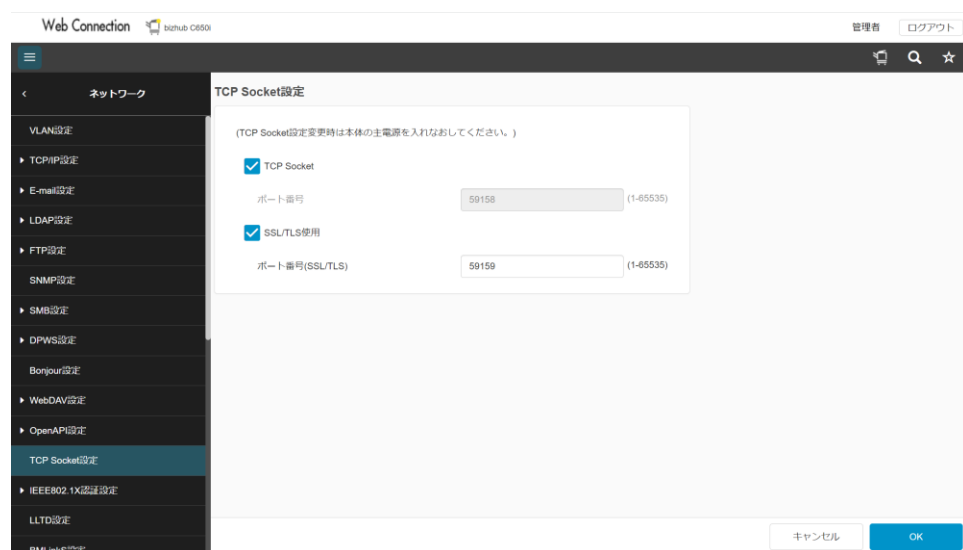 Web Connection bizhub C650i 管理者 ログアウト
ネットワーク
TCP Socket設定
VLAN設定
(TCP Socket設定変更時は本体の主電源を入れなおしてください。)
TCP/IP設定
TCP Socket
E-mail設定
ポート番号 59158 (1-65535)
LDAP設定
SSL/TLS使用
FTP設定
ポート番号(SSL/TLS) 59159 (1-65535)
SNMP設定
SMB設定
DPWS設定
Bonjour設定
WebDAV設定
OpenAPI設定
TCP Socket設定
IEEE802.1X認証設定
LLTD設定
キャンセル OK